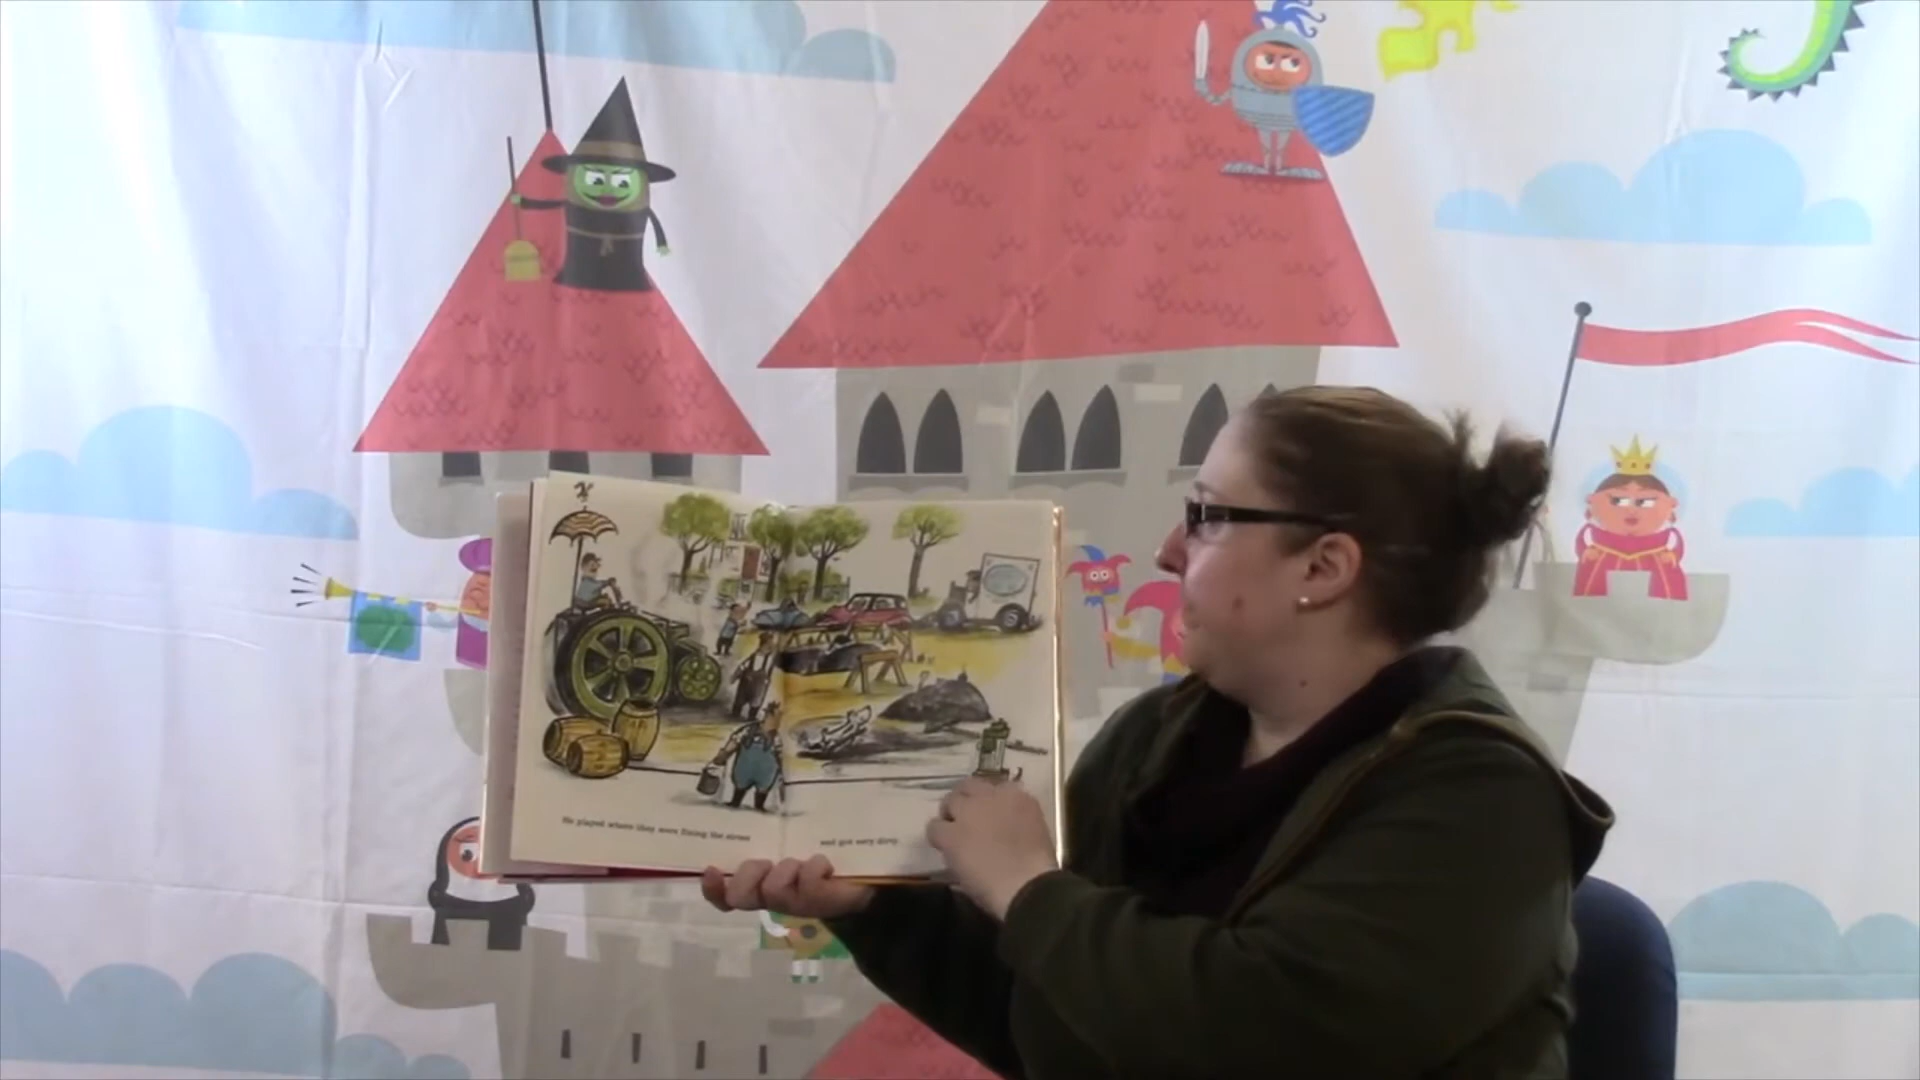 He played where they were fixing the street
and got very dirty.